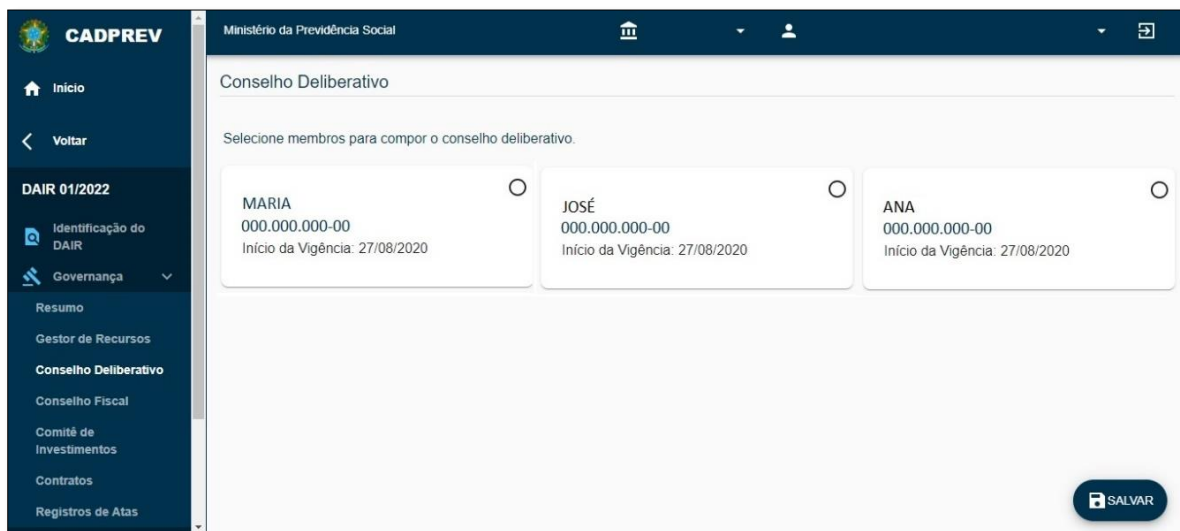 CADPREV
Início
Voltar
DAIR 01/2022
Identificação do
DAIR
Governança
Resumo
Gestor de Recursos
Conselho Deliberativo
Conselho Fiscal
Comitê de
Investimentos
Contratos
Registros de Atas
Ministério da Previdência Social
Conselho Deliberativo
Selecione membros para compor o conselho deliberativo.
MARIA
000.000.000-00
Início da Vigência: 27/08/2020
JOSÉ
000.000.000-00
Início da Vigência: 27/08/2020
ANA
000.000.000-00
Início da Vigência: 27/08/2020
SALVAR